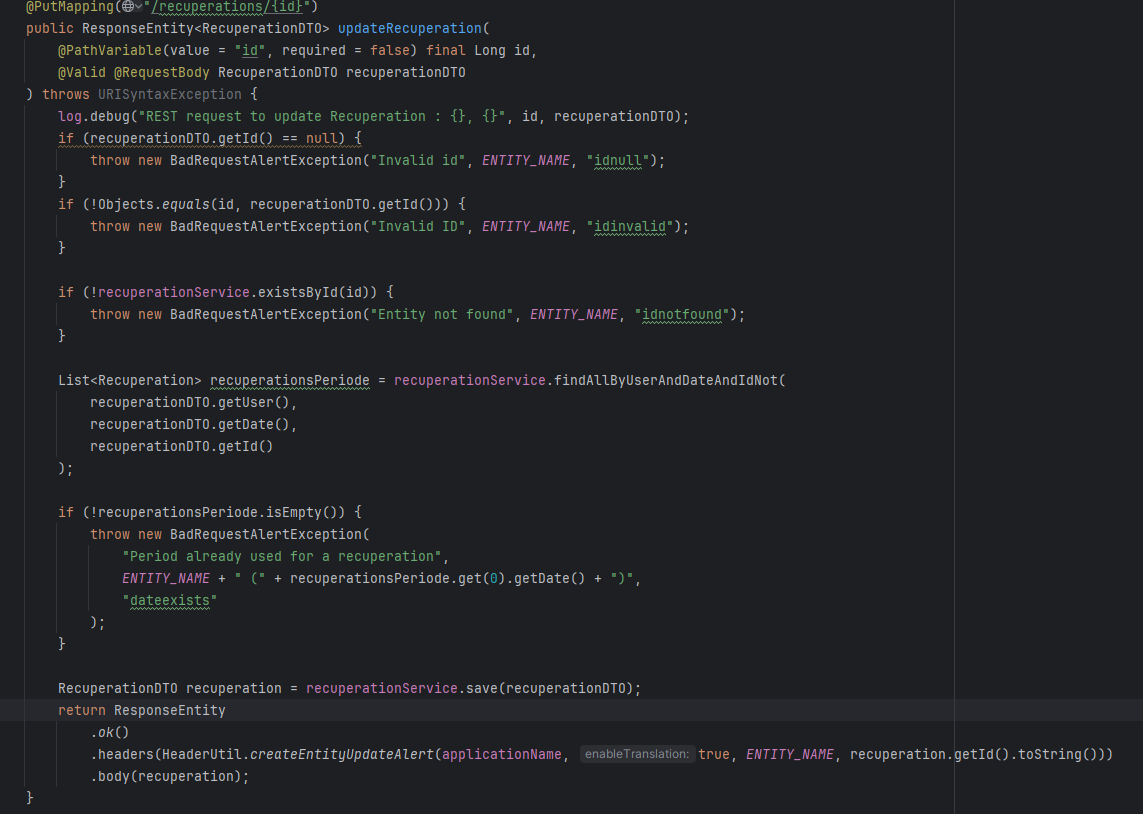 @PutMapping("/recuperations/{id}")
public ResponseEntity<RecuperationDTO> updateRecuperation(
    @PathVariable(value = "id", required = false) final Long id,
    @Valid @RequestBody RecuperationDTO recuperationDTO
) throws URISyntaxException {
    log.debug("REST request to update Recuperation : {}, {}", id, recuperationDTO);
    if (recuperationDTO.getId() == null) {
        throw new BadRequestAlertException("Invalid id", ENTITY_NAME, "idnull");
    }
    if (!Objects.equals(id, recuperationDTO.getId())) {
        throw new BadRequestAlertException("Invalid ID", ENTITY_NAME, "idinvalid");
    }
    if (!recuperationService.existsById(id)) {
        throw new BadRequestAlertException("Entity not found", ENTITY_NAME, "idnotfound");
    }
    List<Recuperation> recuperationsPeriode = recuperationService.findAllByUserAndDateAndIdNot(
        recuperationDTO.getUser(),
        recuperationDTO.getDate(),
        recuperationDTO.getId()
    );
    if (!recuperationsPeriode.isEmpty()) {
        throw new BadRequestAlertException(
            "Period already used for a recuperation",
            ENTITY_NAME + " (" + recuperationsPeriode.get(0).getDate() + ")",
            "dateexists"
        );
    }
    RecuperationDTO recuperation = recuperationService.save(recuperationDTO);
    return ResponseEntity
        .ok()
        .headers(HeaderUtil.createEntityUpdateAlert(applicationName, enableTranslation: true, ENTITY_NAME, recuperation.getId().toString()))
        .body(recuperation);
}